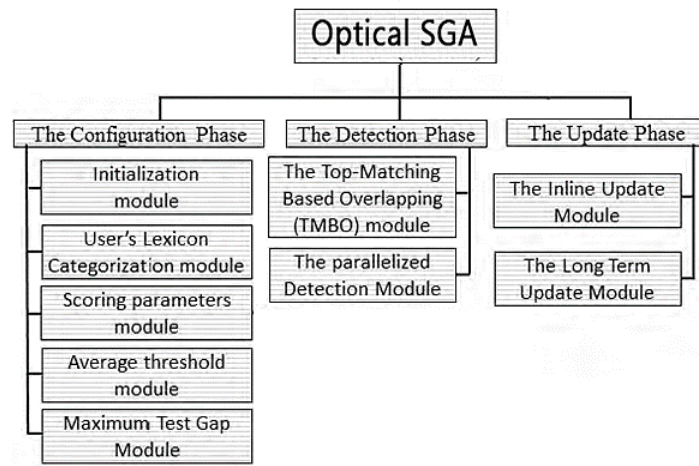 Optical SGA
The Configuration Phase
Initialization
module
User's Lexicon
Categorization module
Scoring parameters
module
Average threshold
module
Maximum Test Gap
Module
The Detection Phase
The Top-Matching
Based Overlapping
(TMBO) module
The parallelized
Detection Module
The Update Phase
The Inline Update
Module
The Long Term
Update Module